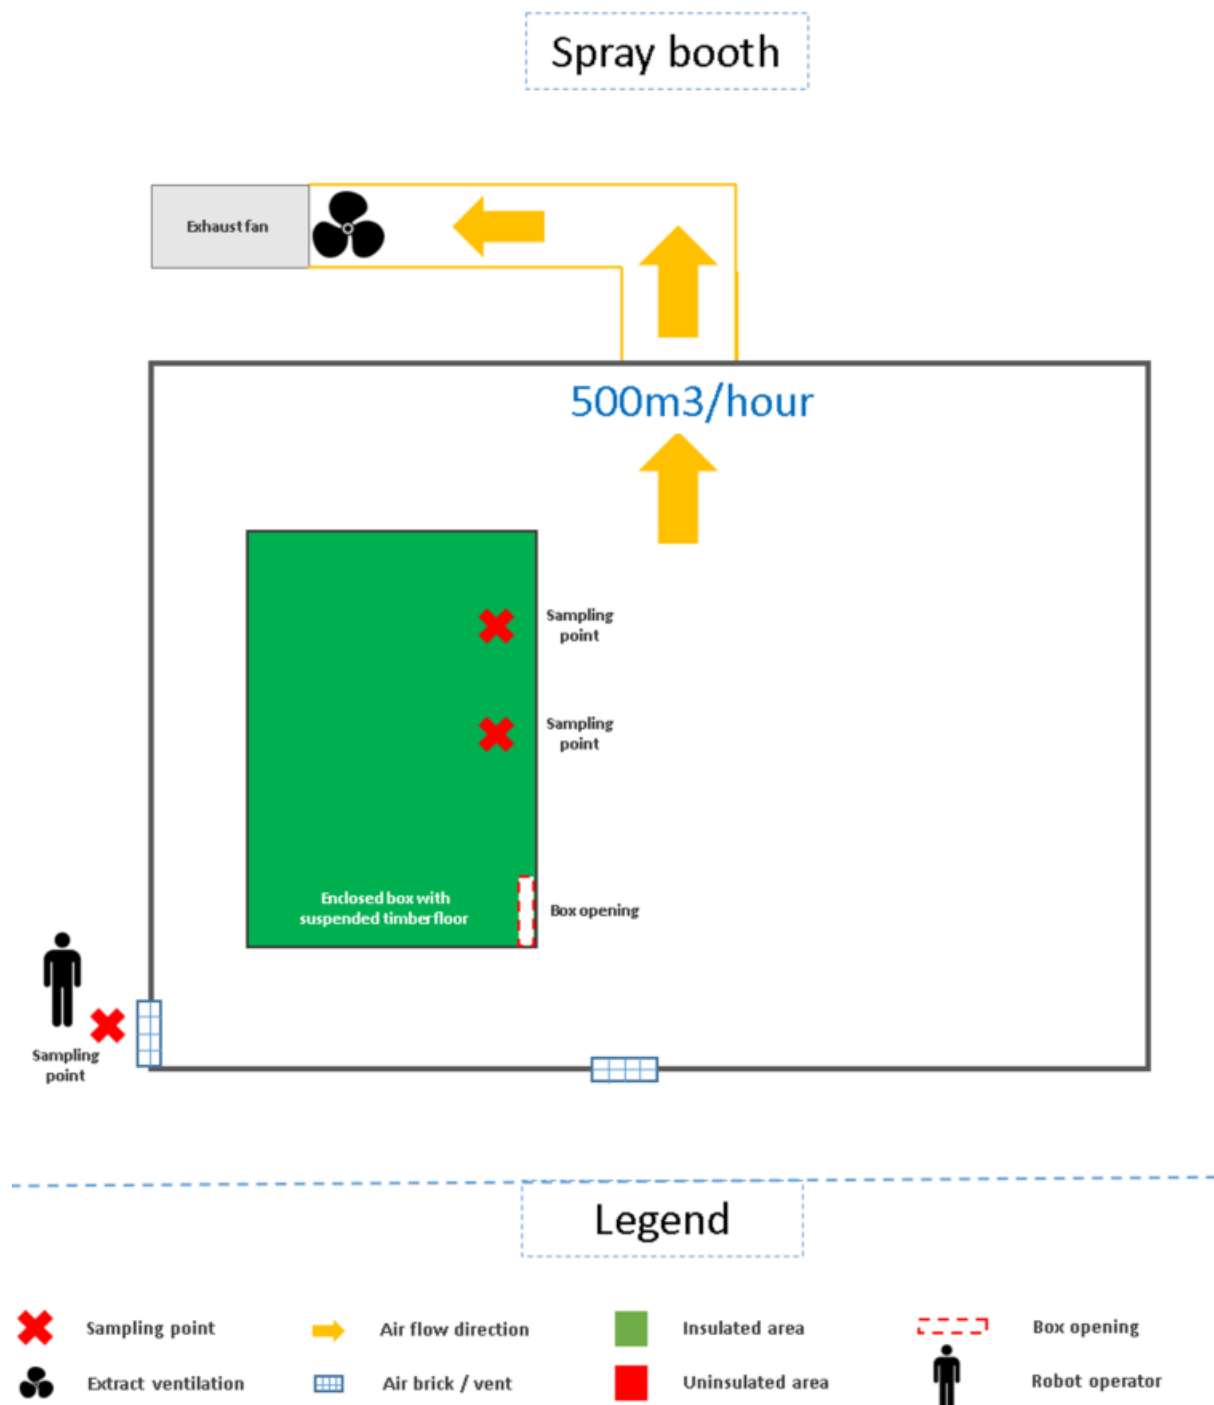 Spray booth
Exhaust fan
500m3/hour
Sampling
point
Sampling
point
Enclosed box with
suspended timber floor
Box opening
Sampling
point
Legend
Sampling point
Air flow direction
Insulated area
Box opening
Extract ventilation
Air brick / vent
Uninsulated area
Robot operator